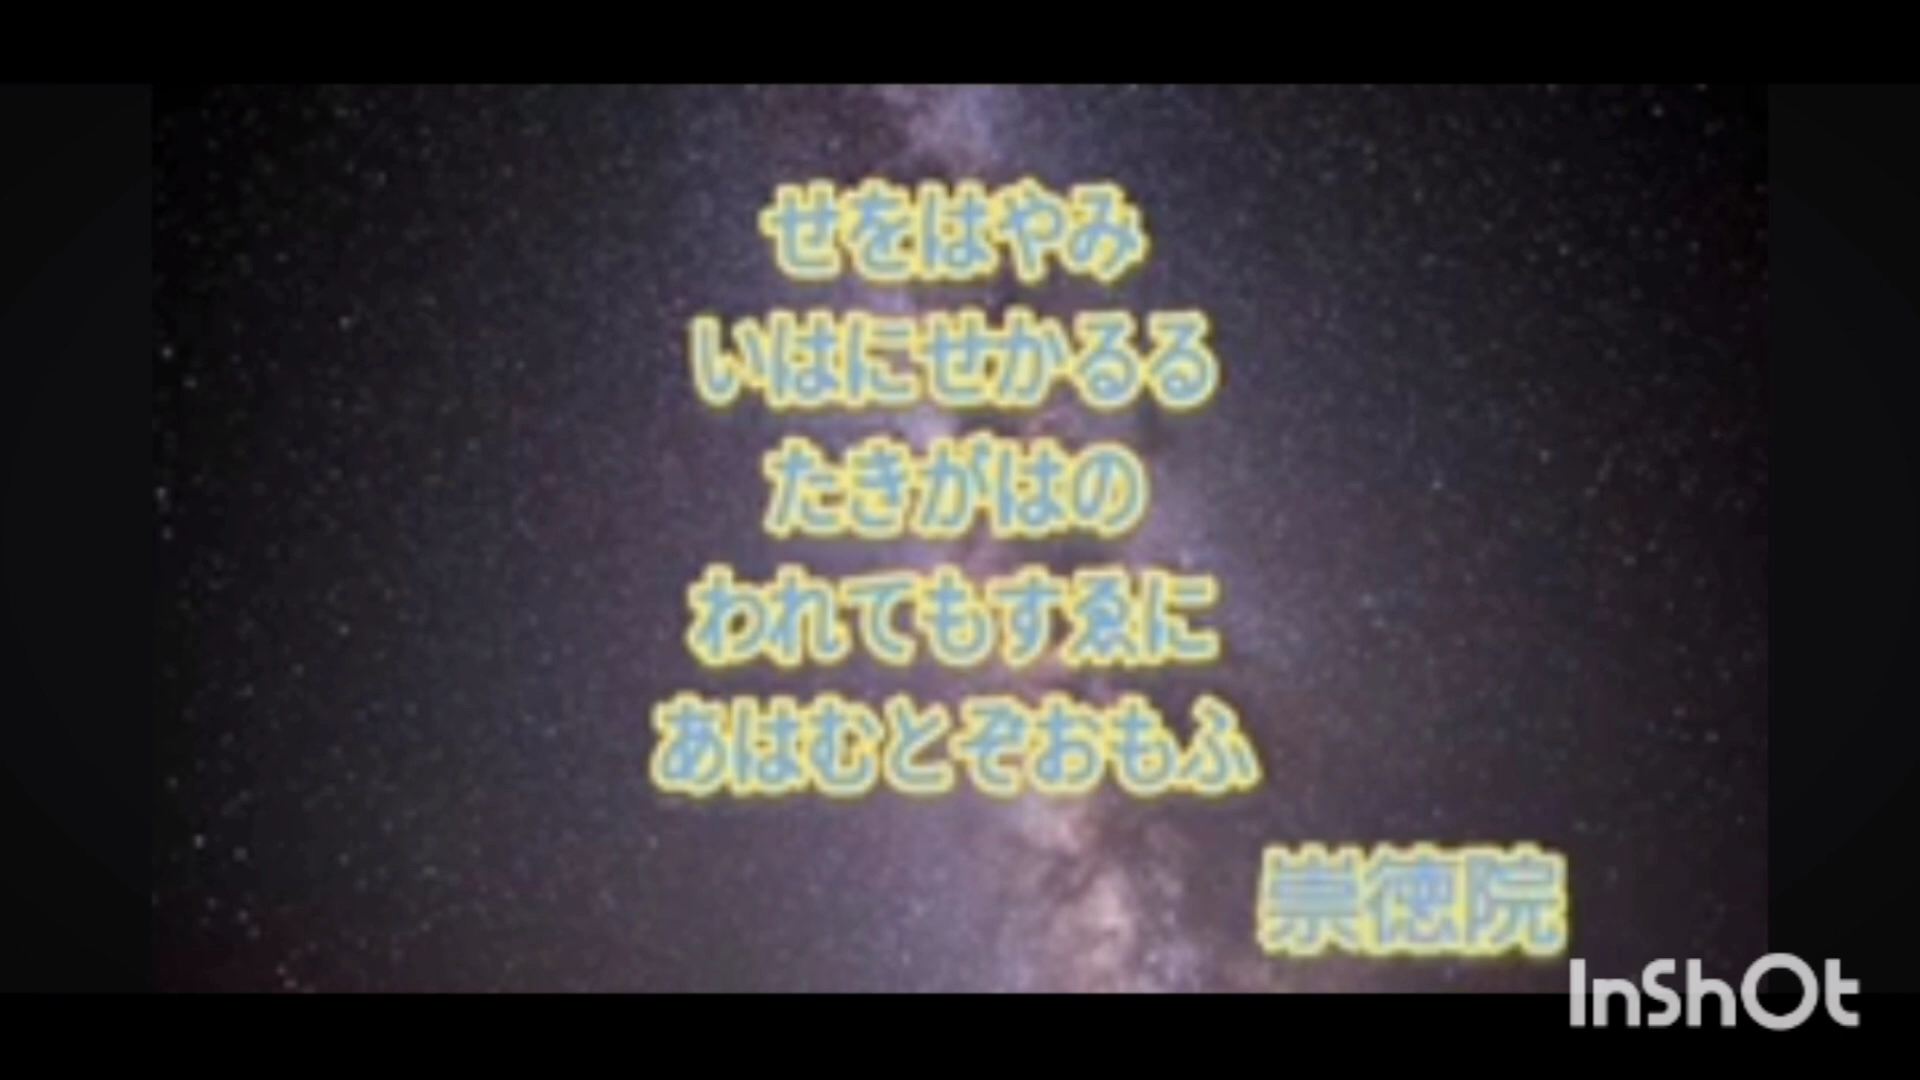 せをはやみ
いはにせかるる
たきがはの
われてもすゑに
あはむとぞおもふ
崇徳院
InShOt